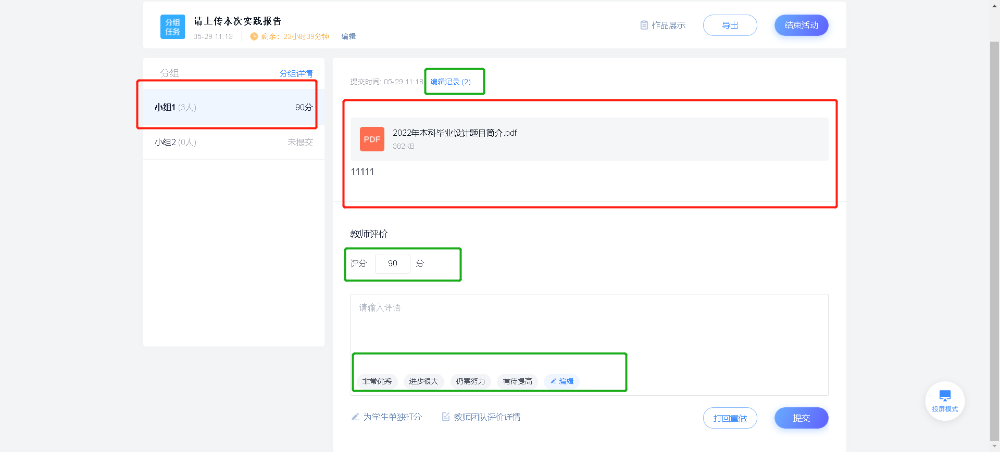 分组
任务
请上传本次实践报告
05-29 11:13
剩余：23小时39分钟
编辑
作品展示
导出
结束活动
分组
分组详情
小组1 (3人)
90分
小组2 (0人)
未提交
提交时间: 05-29 11:18
编辑记录 (2)
PDF
2022年本科毕业设计题目简介.pdf
382KB
11111
教师评价
评分:
90
分
请输入评语
非常优秀
进步很大
仍需努力
有待提高
编辑
为学生单独打分
教师团队评价详情
打回重做
提交
投屏模式